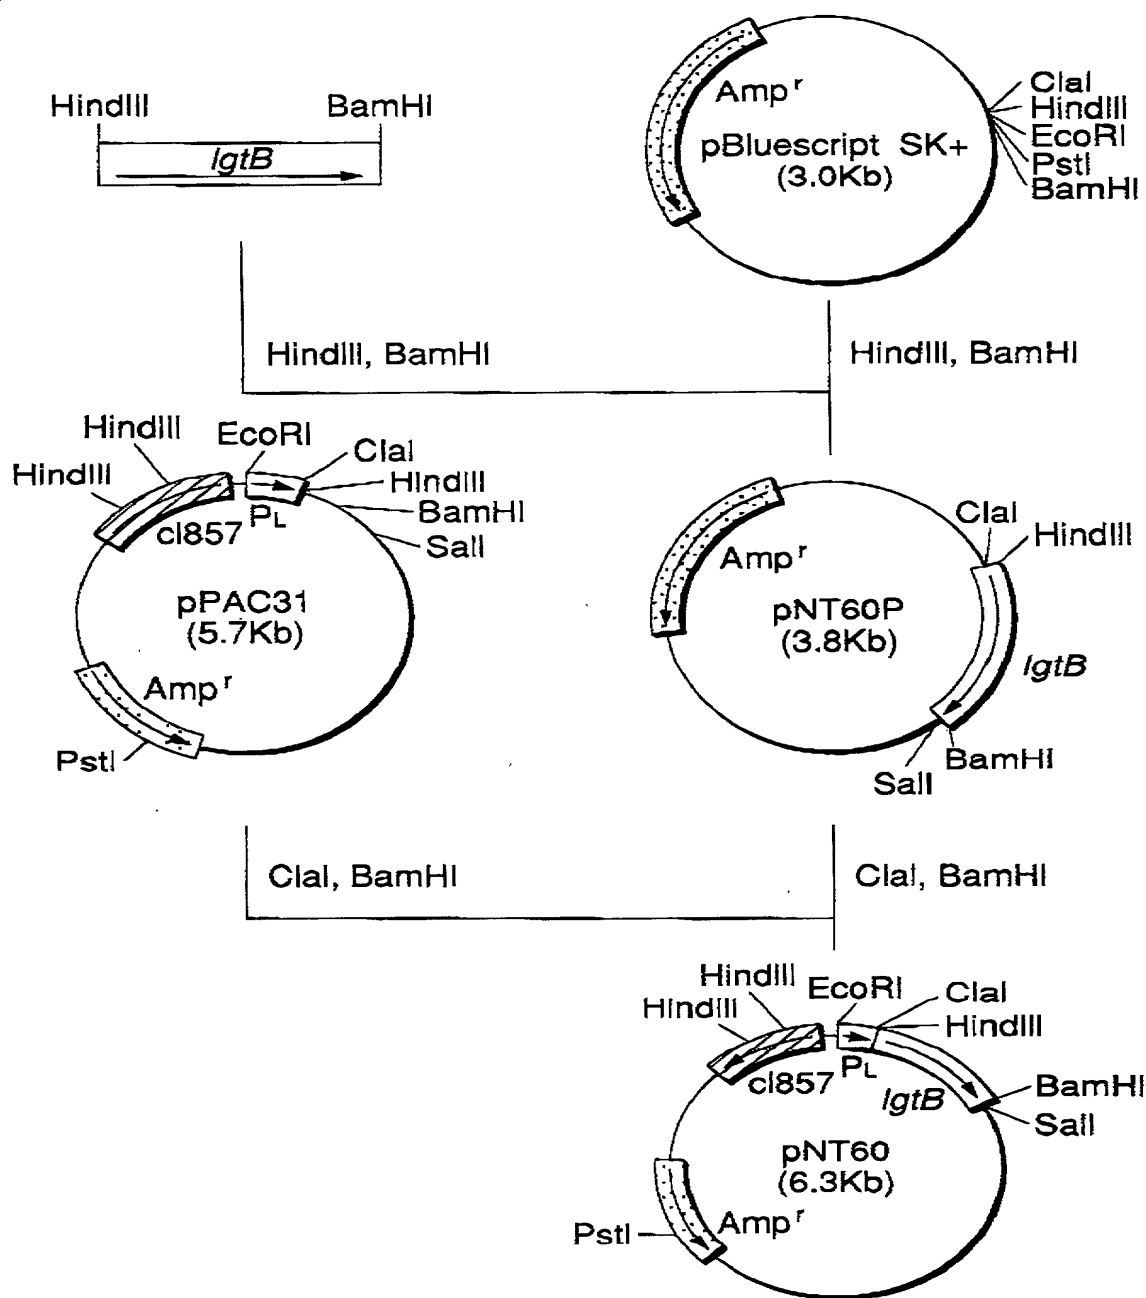 HindIII
BamHI
lgtB
Amp r
pBluescript SK+
(3.0Kb)
ClaI
HindIII
EcoRI
PstI
BamHI
HindIII, BamHI
HindIII, BamHI
HindIII
HindIII
EcoRI
ClaI
HindIII
BamHI
SalI
cI857
PL
pPAC31
(5.7Kb)
Amp r
PstI
Amp r
pNT60P
(3.8Kb)
ClaI
HindIII
lgtB
BamHI
SalI
ClaI, BamHI
ClaI, BamHI
HindIII
HindIII
EcoRI
ClaI
HindIII
cI857
PL
lgtB
BamHI
SalI
pNT60
(6.3Kb)
Amp r
PstI